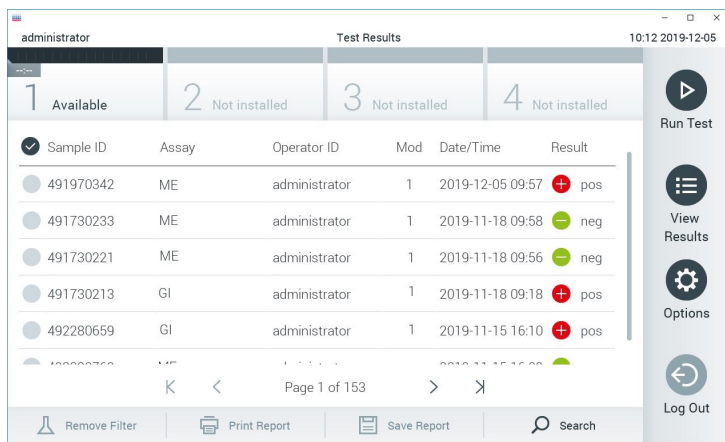 administrator Test Results 10:12 2019-12-05
--:--
1 Available 2 Not installed 3 Not installed 4 Not installed
Run Test
Sample ID Assay Operator ID Mod Date/Time Result
491970342 ME administrator 1 2019-12-05 09:57 pos
491730233 ME administrator 1 2019-11-18 09:58 neg
View
Results
491730221 ME administrator 1 2019-11-18 09:56 neg
491730213 GI administrator 1 2019-11-18 09:18 pos
Options
492280659 GI administrator 1 2019-11-15 16:10 pos
Page 1 of 153
Log Out
Remove Filter Print Report Save Report Search